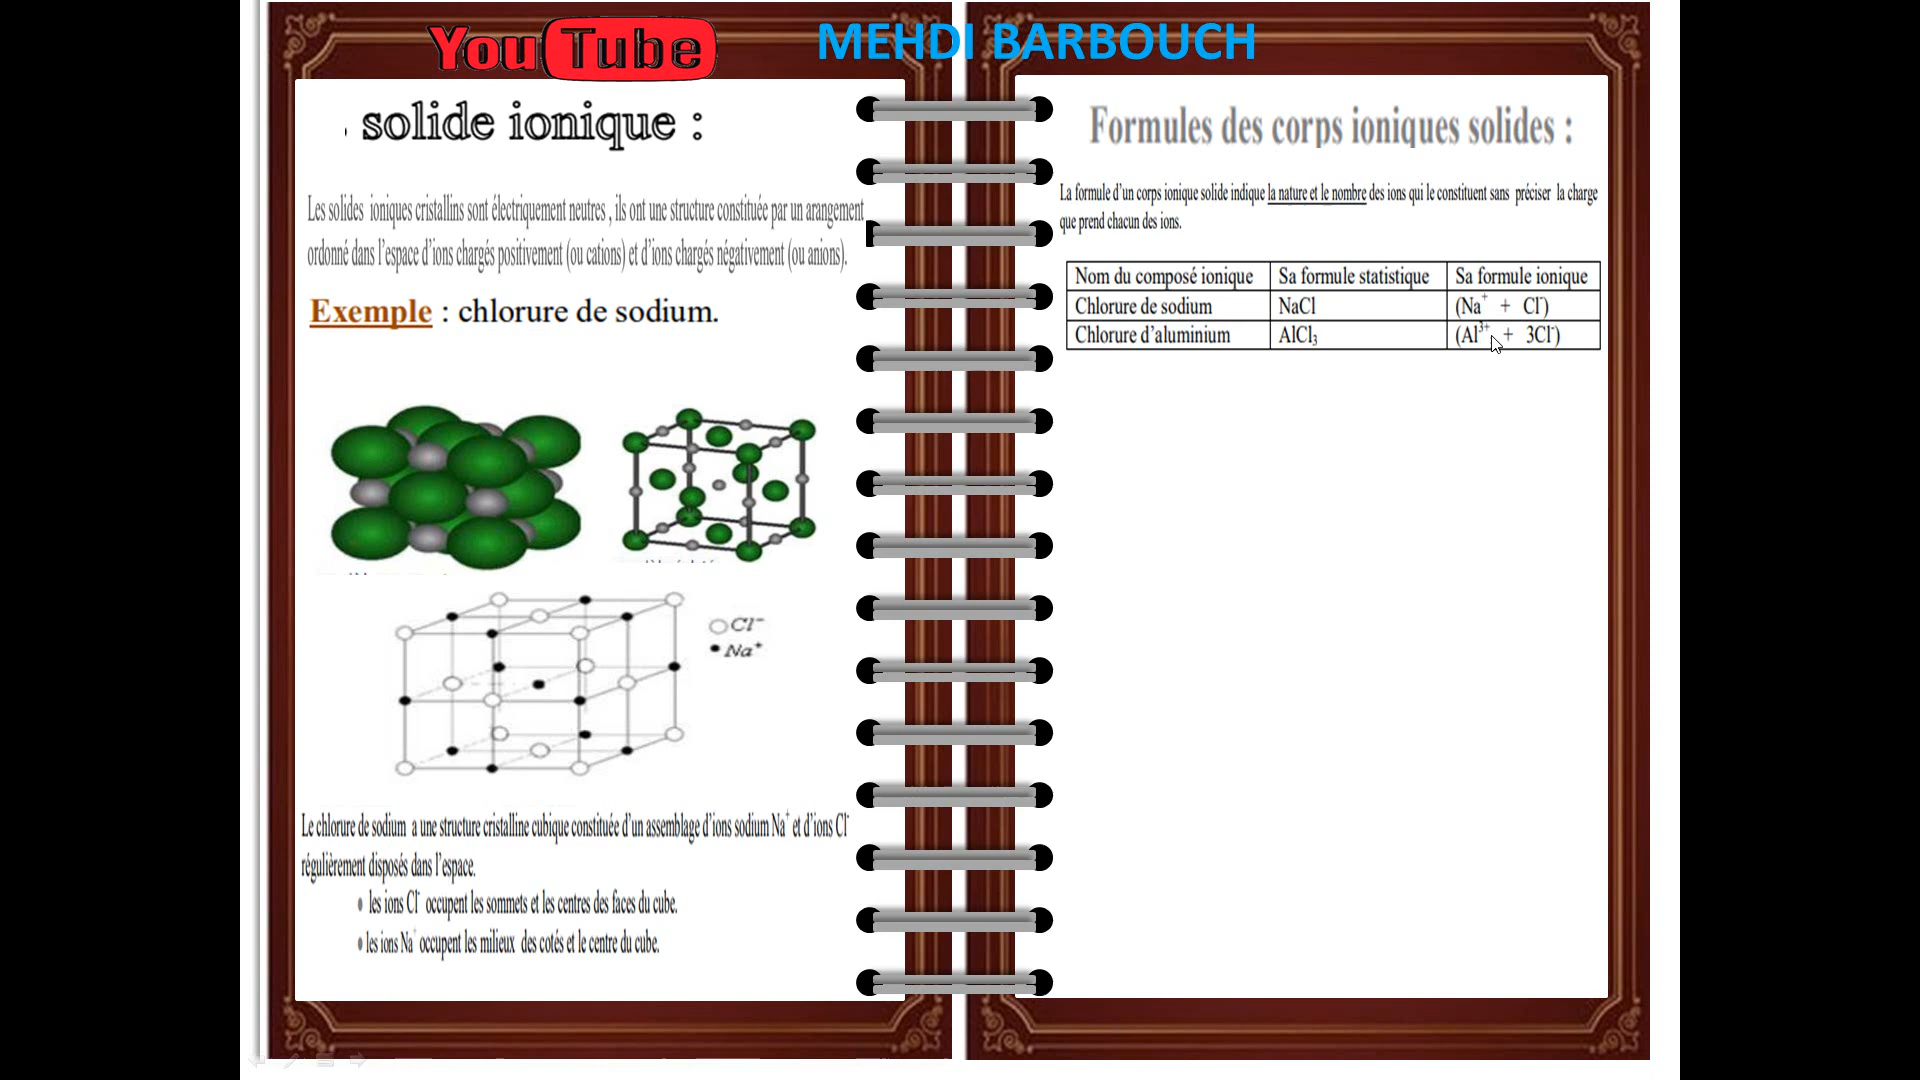 YouTube
MEHDI BARBOUCH
. solide ionique :
Les solides ioniques cristallins sont électriquement neutres , ils ont une structure constituée par un arangement
ordonné dans l'espace d'ions chargés positivement (ou cations) et d'ions chargés négativement (ou anions).
Exemple : chlorure de sodium.
Cl⁻
Na⁺
Le chlorure de sodium a une structure cristalline cubique constituée d'un assemblage d'ions sodium Na⁺ et d'ions Cl⁻
régulièrement disposés dans l'espace.
• les ions Cl⁻ occupent les sommets et les centres des faces du cube.
• les ions Na⁺ occupent les milieux des cotés et le centre du cube.
Formules des corps ioniques solides :
La formule d'un corps ionique solide indique la nature et le nombre des ions qui le constituent sans préciser la charge
que prend chacun des ions.
Nom du composé ionique Sa formule statistique Sa formule ionique
Chlorure de sodium NaCl (Na⁺ + Cl⁻)
Chlorure d'aluminium AlCl₃ (Al³⁺ + 3Cl⁻)